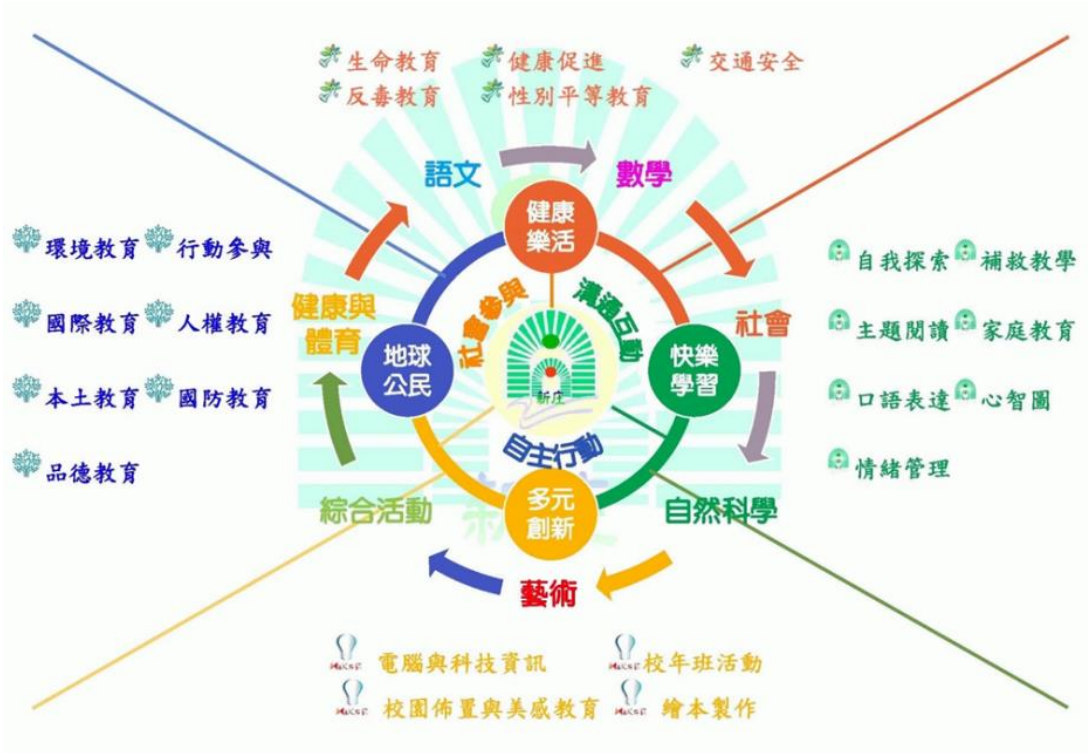 生命教育 健康促進 交通安全
反毒教育 性別平等教育
語文 數學
健康
樂活
環境教育 行動參與
國際教育 人權教育
本土教育 國防教育
品德教育
健康與
體育
社會參與 溝通互動
社會
地球
公民
新庄
快樂
學習
自主行動
自我探索 補救教學
主題閱讀 家庭教育
口語表達 心智圖
情緒管理
綜合活動
多元
創新
自然科學
藝術
電腦與科技資訊 校年班活動
校園佈置與美感教育 繪本製作